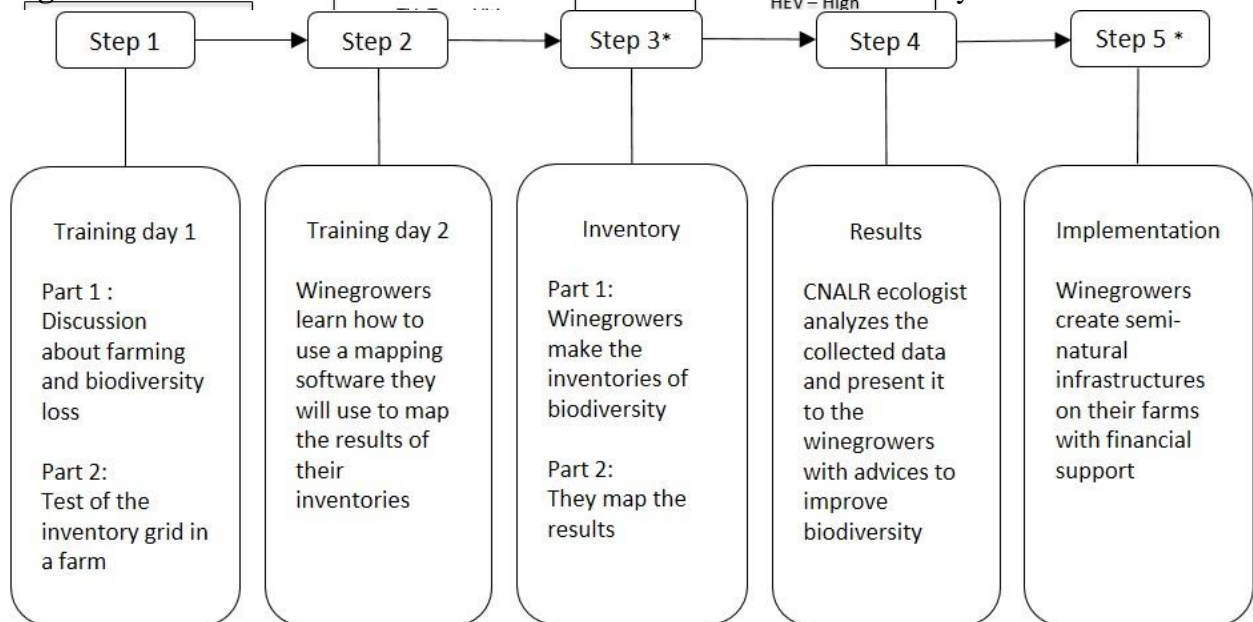 HEV – High
Step 1
Step 2
Step 3*
Step 4
Step 5 *
Training day 1
Part 1 :
Discussion
about farming
and biodiversity
loss
Part 2:
Test of the
inventory grid in
a farm
Training day 2
Winegrowers
learn how to
use a mapping
software they
will use to map
the results of
their
inventories
Inventory
Part 1:
Winegrowers
make the
inventories of
biodiversity
Part 2:
They map the
results
Results
CNALR ecologist
analyzes the
collected data
and present it
to the
winegrowers
with advices to
improve
biodiversity
Implementation
Winegrowers
create semi-
natural
infrastructures
on their farms
with financial
support